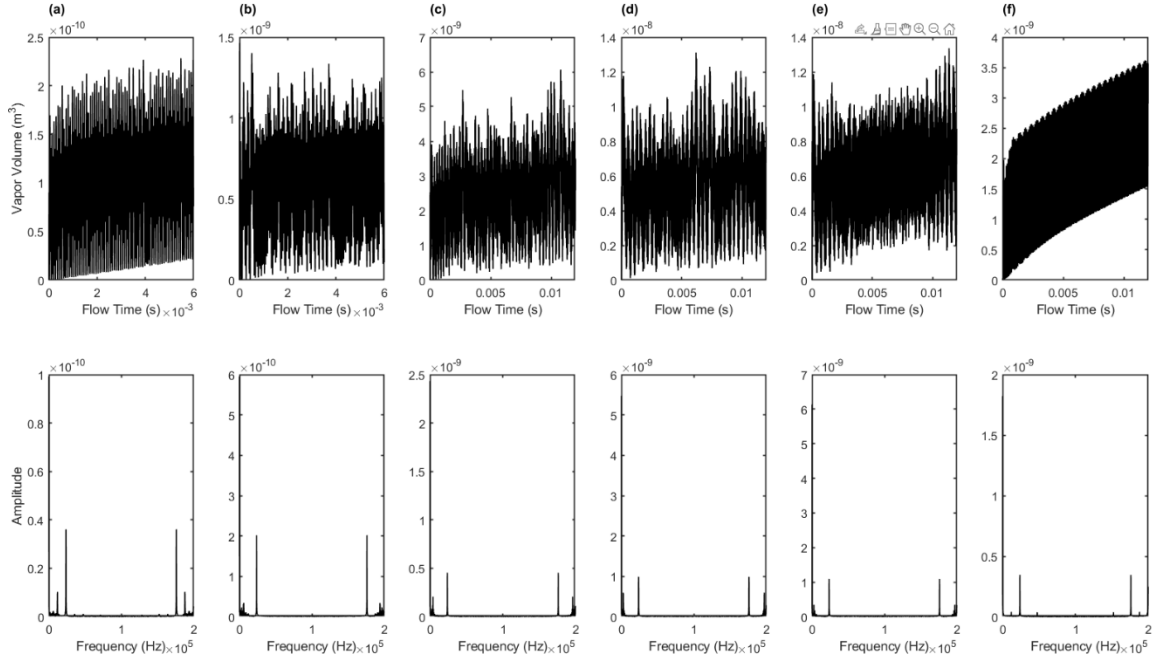 (a) (b) (c) (d) (e) (f)
×10-10 ×10-9 ×10-9 ×10-8 ×10-8 ×10-9
2.5 1.5 7 1.4 1.4 4
6 1.2 1.2 3.5
2 5 1 1 3
1 2.5
1.5 4 0.8 0.8
2
1 3 0.6 0.6
0.5 1.5
2 0.4 0.4 1
0.5 1 0.2 0.2 0.5
0 0 0 0 0 0
0 2 4 6 0 2 4 6 0 0.005 0.01 0 0.005 0.01 0 0.005 0.01 0 0.005 0.01
Vapor Volume (m3)
Flow Time (s) ×10-3 Flow Time (s) ×10-3 Flow Time (s) Flow Time (s) Flow Time (s) Flow Time (s)
×10-10 ×10-10 ×10-9 ×10-9 ×10-9 ×10-9
1 6 2.5 6 7 2
5 5 6
0.8 2 5 1.5
4 4
0.6 1.5 4
3 3 1
0.4 1 3
2 2 2
0.2 0.5 0.5
1 1 1
0 0 0 0 0 0
0 1 2 0 1 2 0 1 2 0 1 2 0 1 2 0 1 2
Amplitude
Frequency (Hz)×105 Frequency (Hz)×105 Frequency (Hz)×105 Frequency (Hz)×105 Frequency (Hz)×105 Frequency (Hz)×105